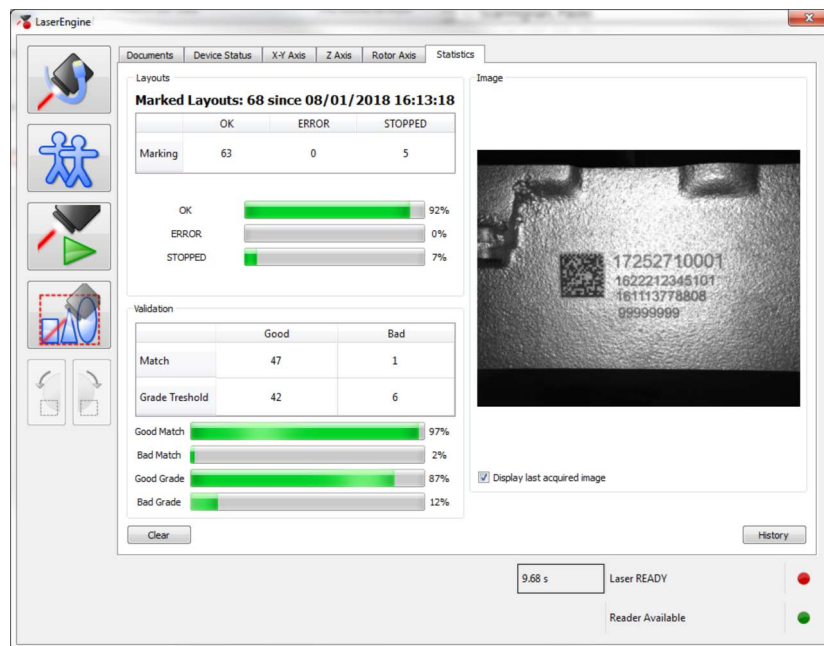 LaserEngine
Documents
Device Status
X-Y Axis
Z Axis
Rotor Axis
Statistics
Layouts
Marked Layouts: 68 since 08/01/2018 16:13:18
OK ERROR STOPPED
Marking 63 0 5
OK 92%
ERROR 0%
STOPPED 7%
Validation
Good Bad
Match 47 1
Grade Treshold 42 6
Good Match 97%
Bad Match 2%
Good Grade 87%
Bad Grade 12%
Clear
Image
17252710001
1622212345101
161113778808
99999999
Display last acquired image
History
9.68 s Laser READY
Reader Available